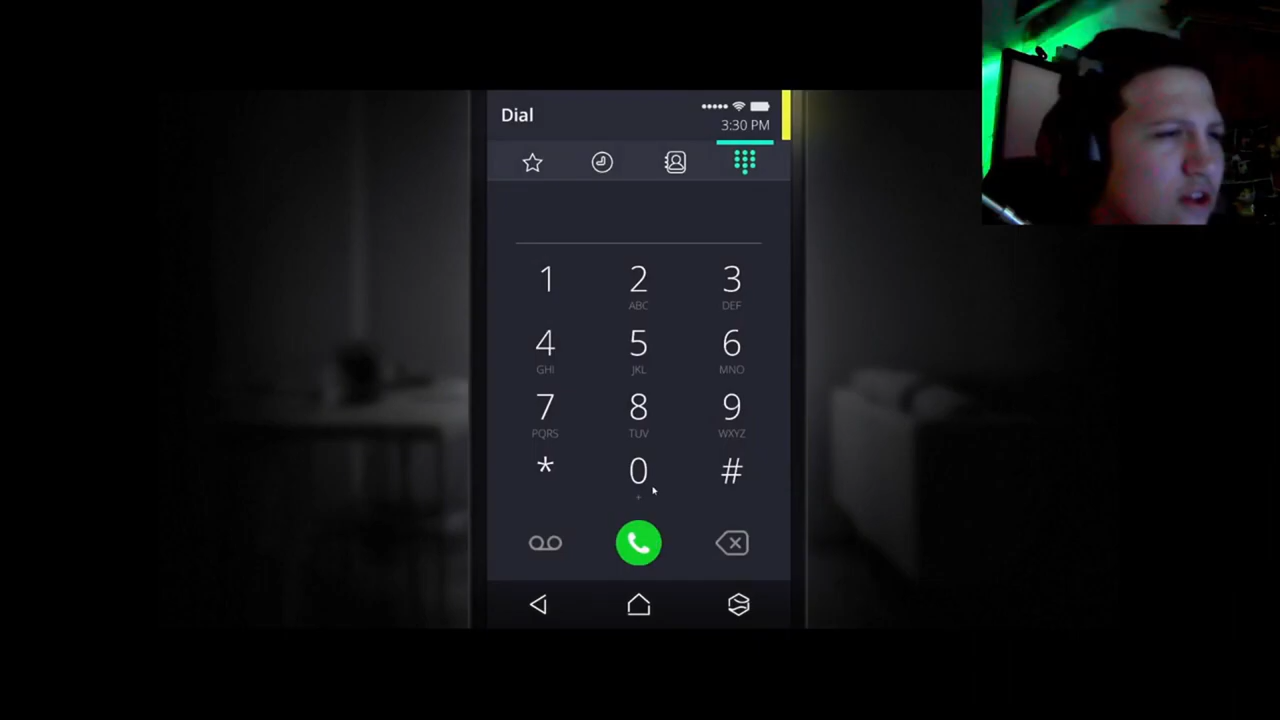 Dial
3:30 PM
1 2 3
ABC DEF
4 5 6
GHI JKL MNO
7 8 9
PQRS TUV WXYZ
* 0 #
+